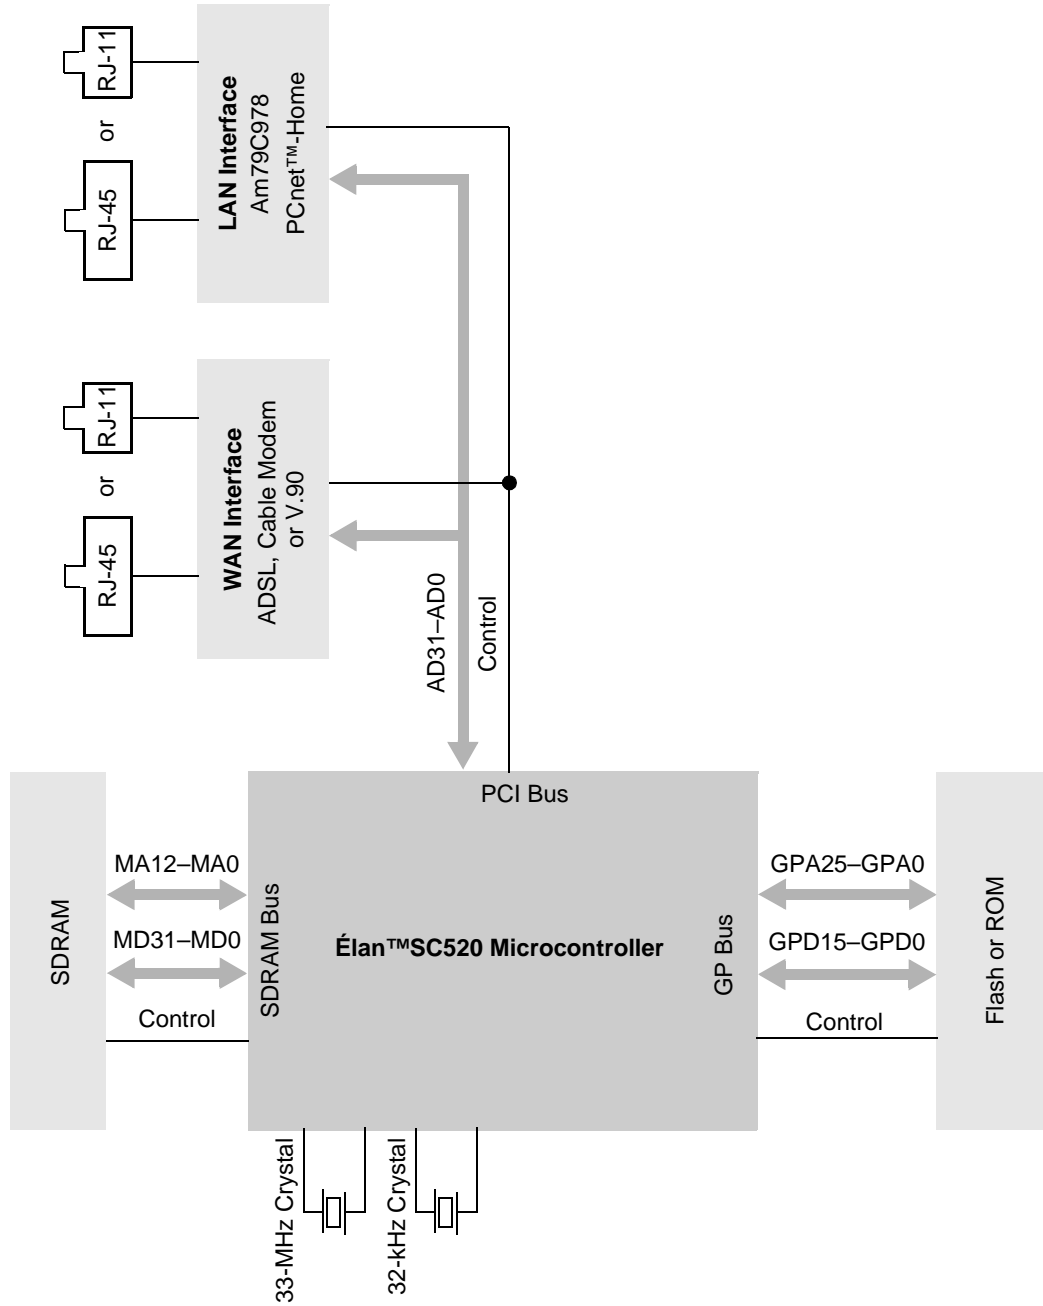 RJ-11
or
RJ-45
LAN Interface
Am79C978
PCnet™-Home
RJ-11
or
RJ-45
WAN Interface
ADSL, Cable Modem
or V.90
AD31–AD0
Control
PCI Bus
SDRAM
MA12–MA0
MD31–MD0
Control
SDRAM Bus
Élan™SC520 Microcontroller
GP Bus
GPA25–GPA0
GPD15–GPD0
Control
Flash or ROM
33-MHz Crystal
32-kHz Crystal